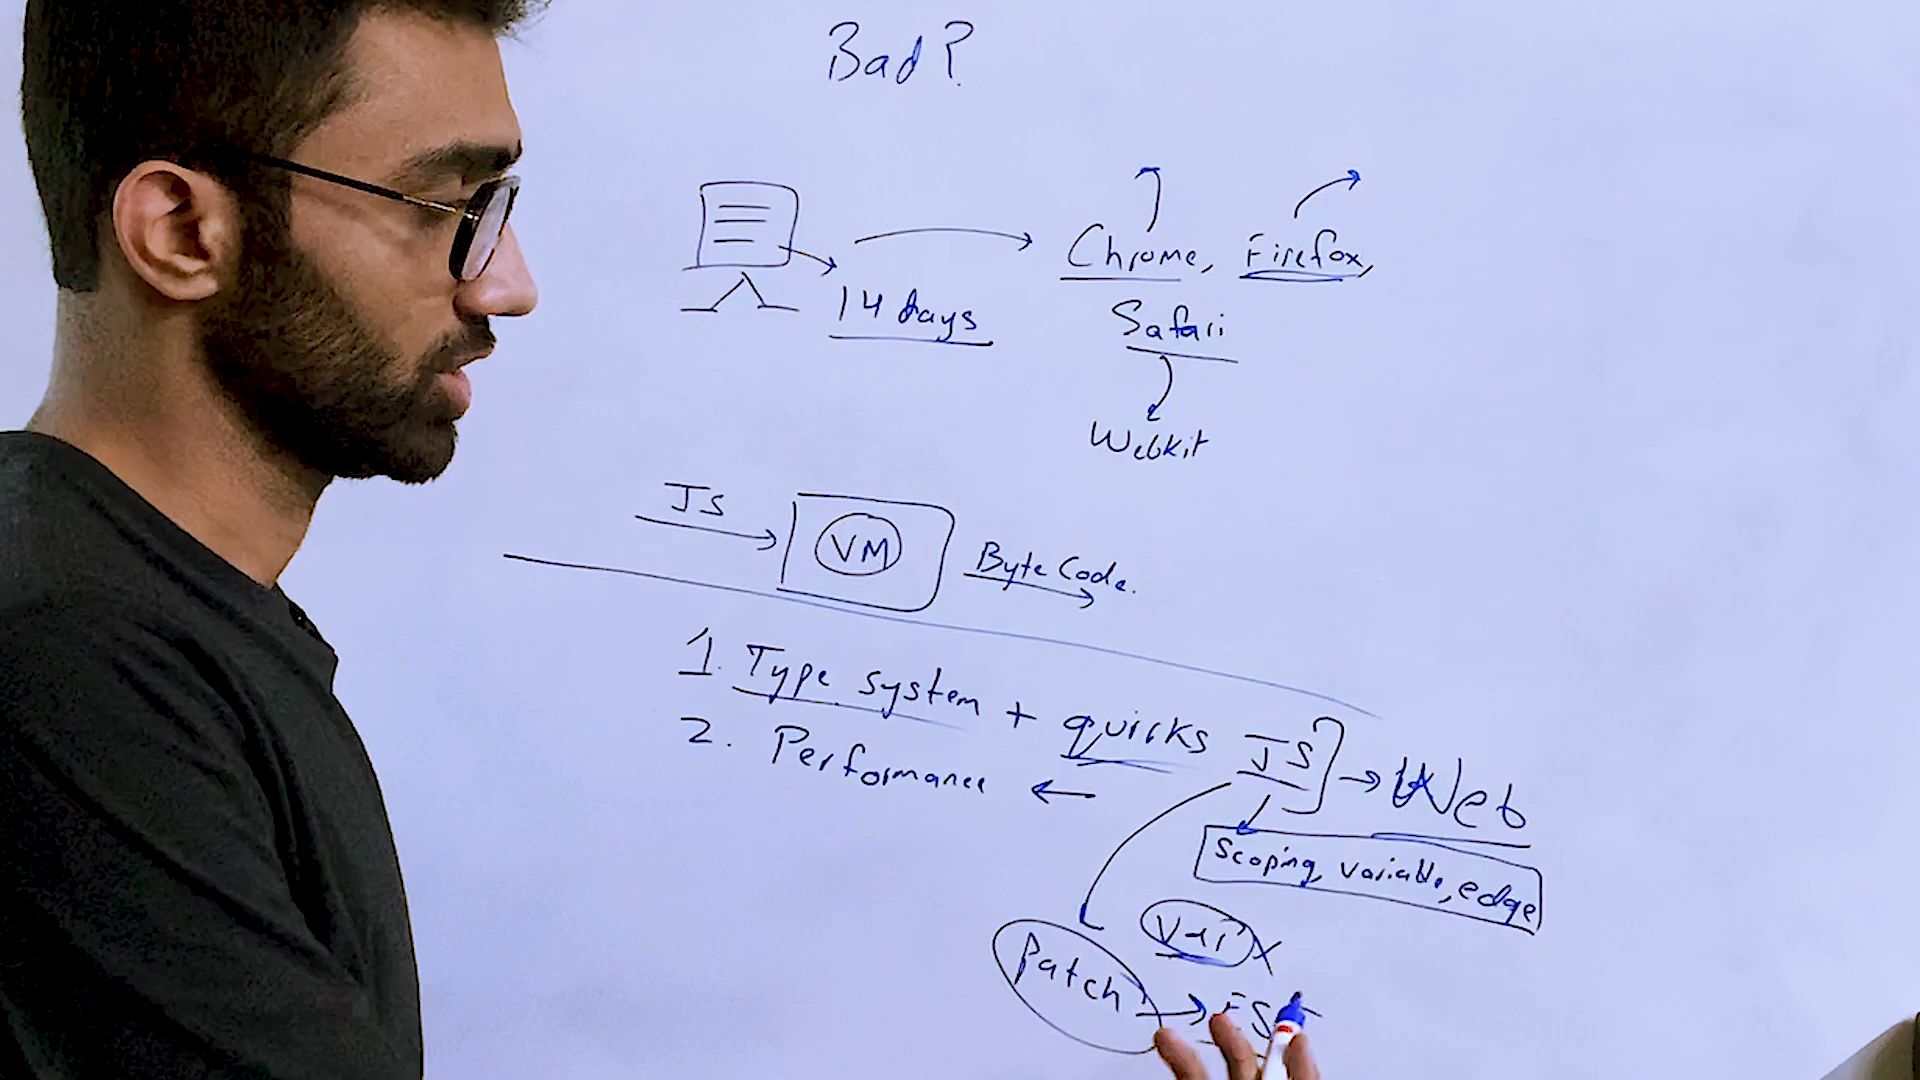 Bad?
Chrome, Firefox,
14 days
Safari
Webkit
JS
VM
Byte Code.
1. Type system + quirks JS → Web
2. Performance ←
Scoping, variable, edge
Var x
Patch →